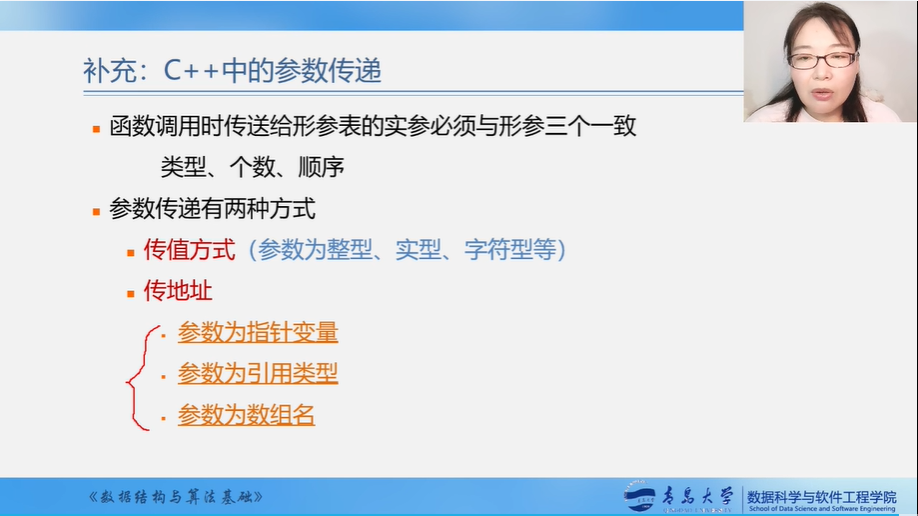 补充：C++中的参数传递
函数调用时传送给形参表的实参必须与形参三个一致
类型、个数、顺序
参数传递有两种方式
传值方式（参数为整型、实型、字符型等）
传地址
参数为指针变量
参数为引用类型
参数为数组名
《数据结构与算法基础》
青岛大学
QINGDAO UNIVERSITY
数据科学与软件工程学院
School of Data Science and Software Engineering